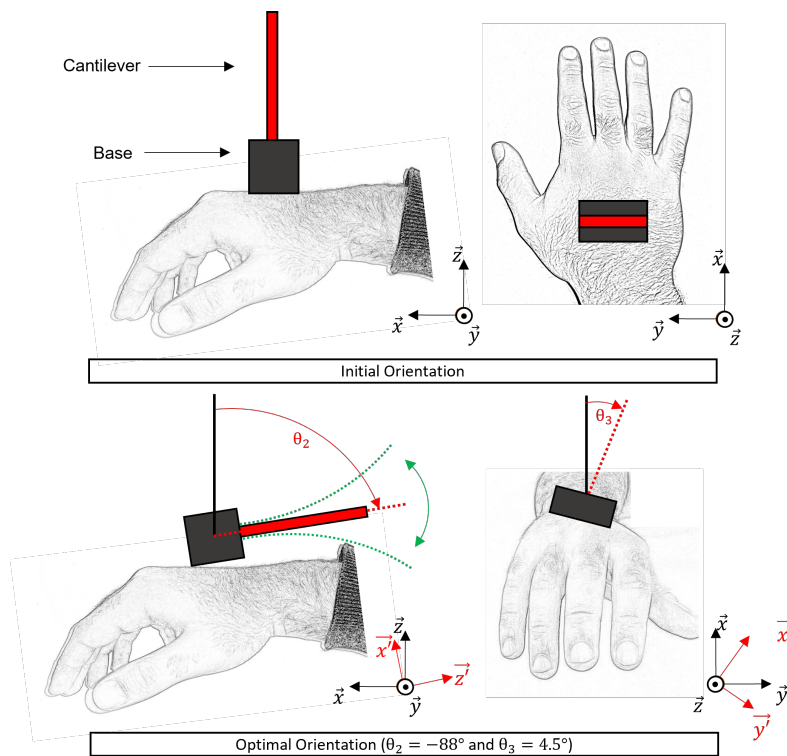 Cantilever
Base
z⃗
x⃗
y⃗
x⃗
y⃗
z⃗
Initial Orientation
θ₂
θ₃
z⃗
x'⃗
z'⃗
x⃗
y⃗
x⃗
x
y⃗
z⃗
y'⃗
Optimal Orientation (θ₂ = −88° and θ₃ = 4.5°)